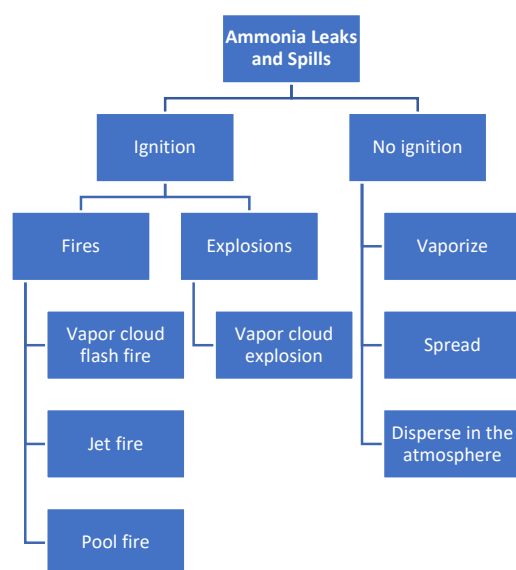 Ammonia Leaks
and Spills
Ignition
No ignition
Fires
Explosions
Vaporize
Vapor cloud
flash fire
Vapor cloud
explosion
Spread
Jet fire
Disperse in the
atmosphere
Pool fire